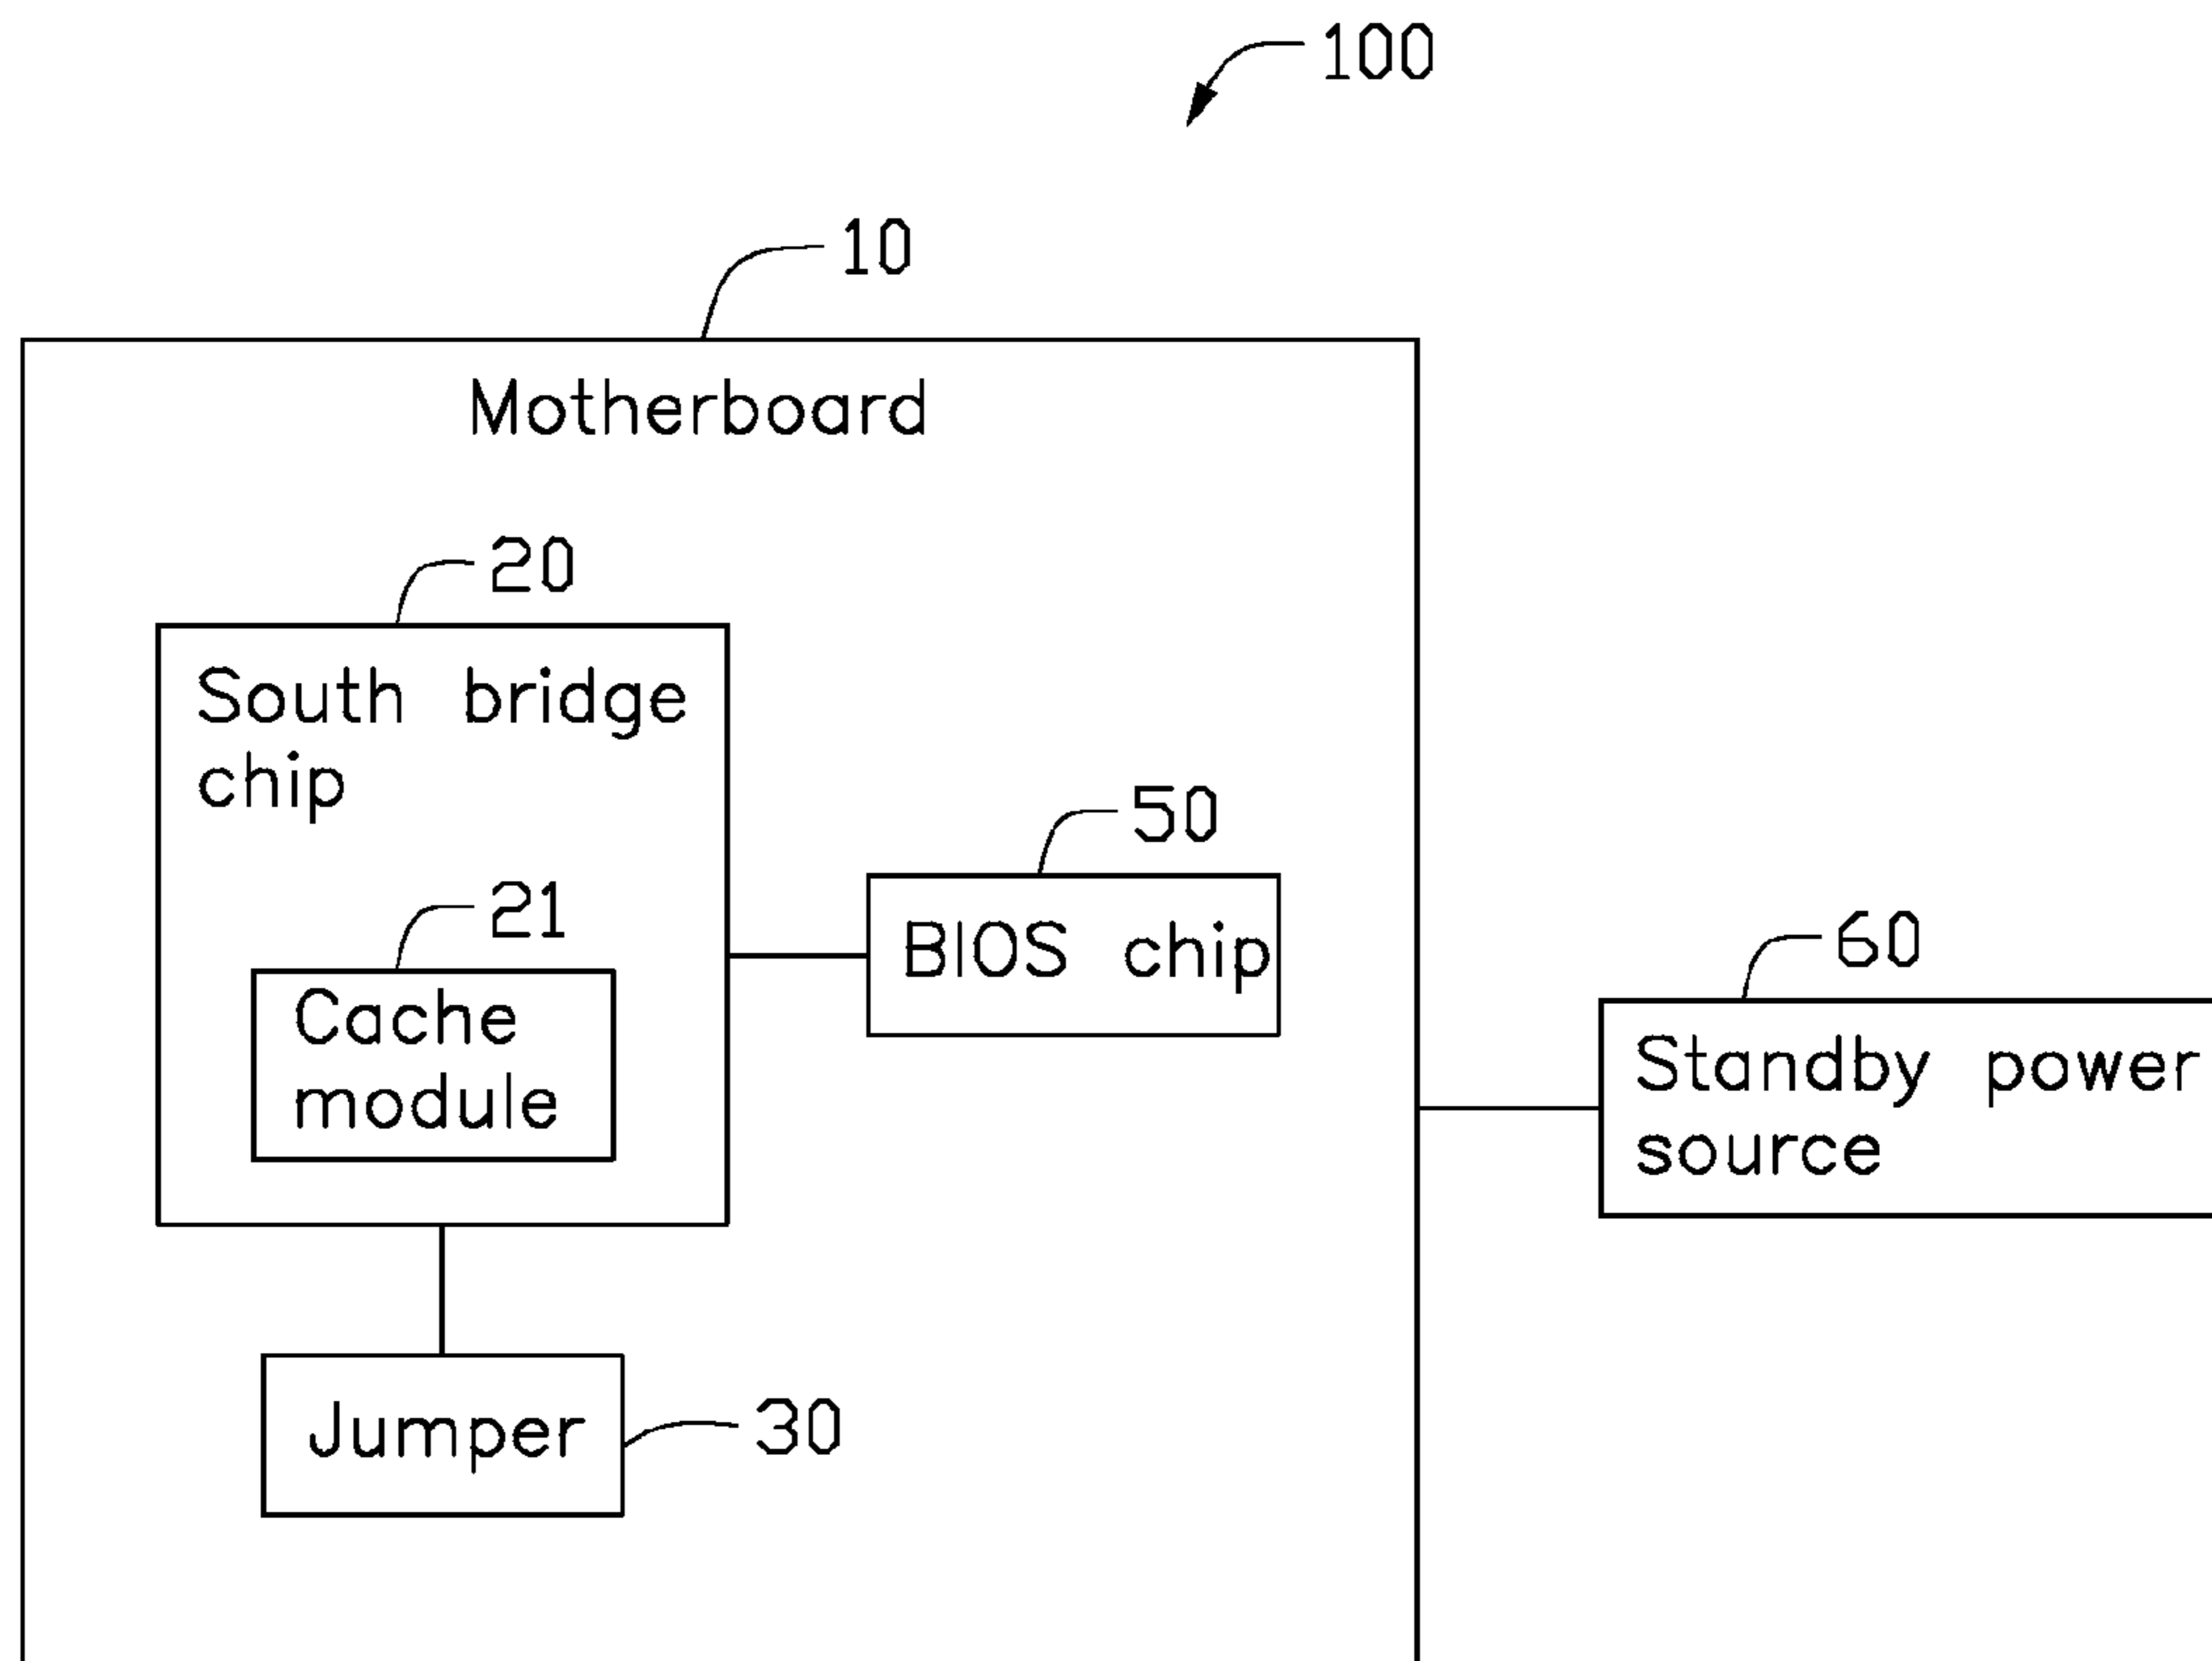 100
10
Motherboard
20
South bridge
chip
50
21
BIOS chip
60
Cache
module
Standby power
source
Jumper
30